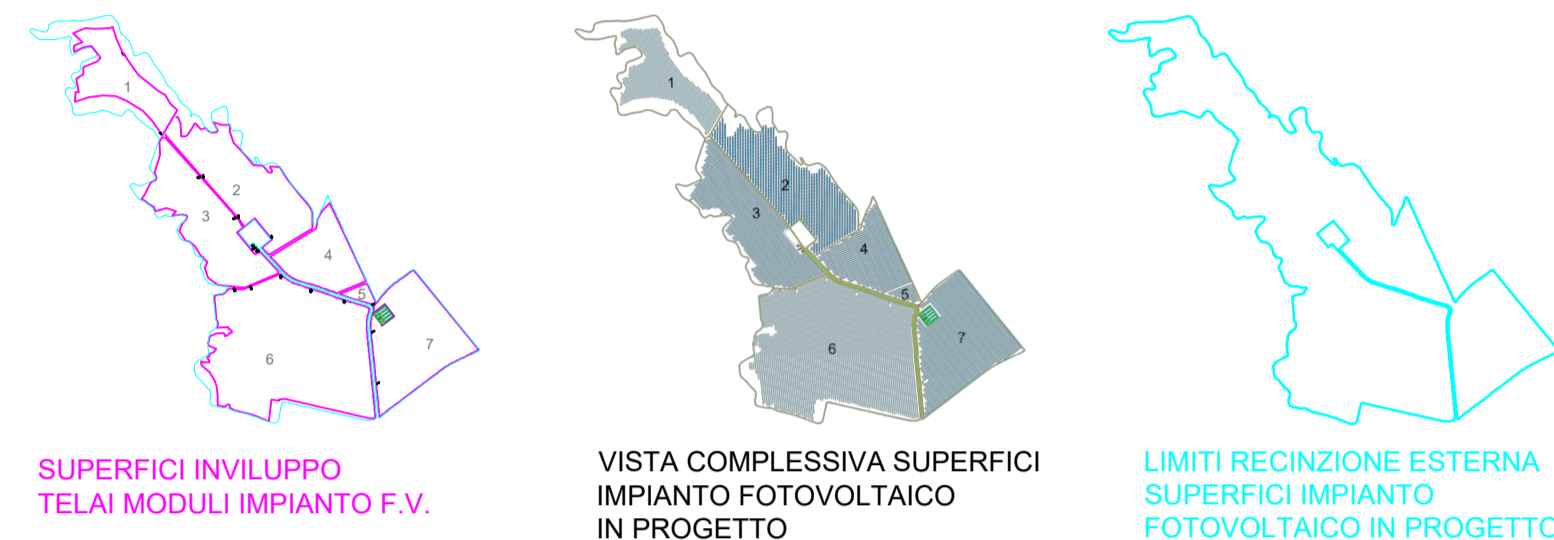 1
2
3
4
5
6
7
SUPERFICI INVILUPPO
TELAI MODULI IMPIANTO F.V.
1
2
3
4
5
6
7
VISTA COMPLESSIVA SUPERFICI
IMPIANTO FOTOVOLTAICO
IN PROGETTO
LIMITI RECINZIONE ESTERNA
SUPERFICI IMPIANTO
FOTOVOLTAICO IN PROGETTO